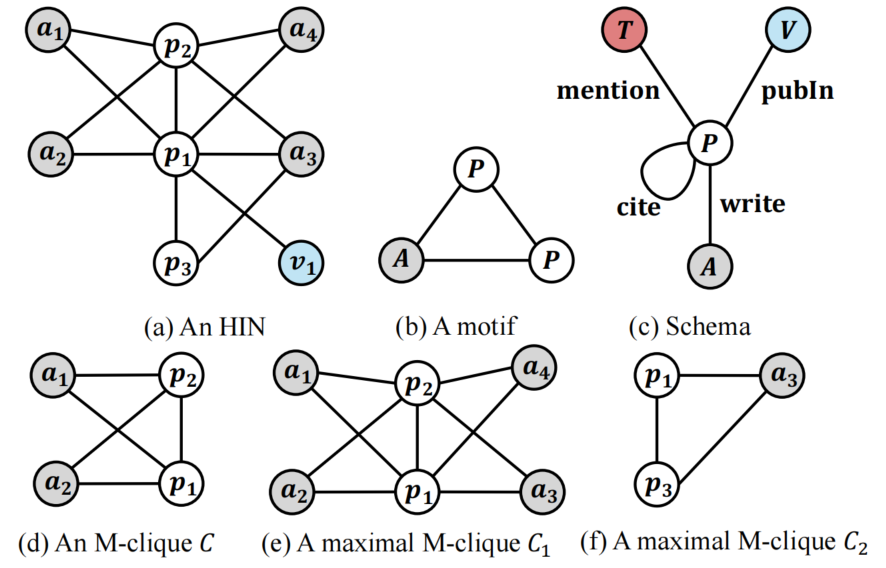 a₁ p₂ a₄
a₂ p₁ a₃
p₃ v₁
(a) An HIN
P
A P
(b) A motif
T V
mention pubIn
P
cite write
A
(c) Schema
a₁ p₂
a₂ p₁
(d) An M-clique C
a₁ p₂ a₄
a₂ p₁ a₃
(e) A maximal M-clique C₁
p₁ a₃
p₃
(f) A maximal M-clique C₂